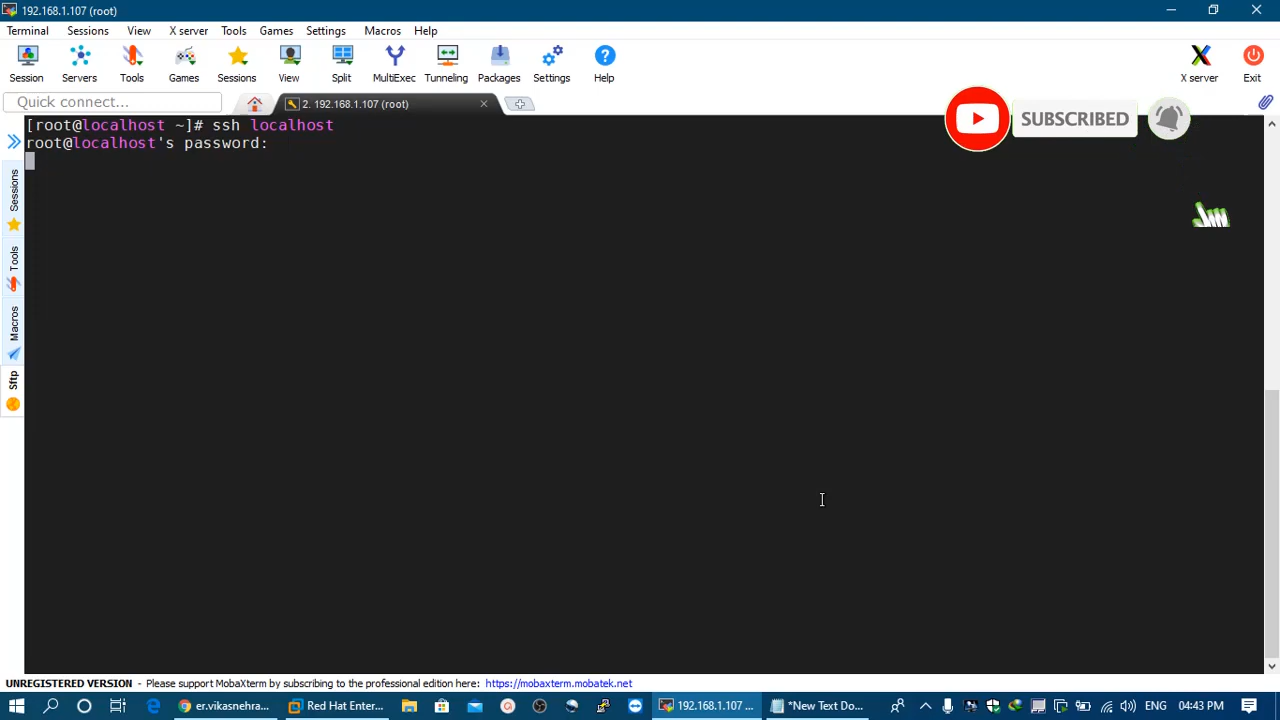 192.168.1.107 (root)
Terminal Sessions View X server Tools Games Settings Macros Help
Session Servers Tools Games Sessions View Split MultiExec Tunneling Packages Settings Help X server Exit
Quick connect...
2. 192.168.1.107 (root)
SUBSCRIBED
[root@localhost ~]# ssh localhost
root@localhost's password:
Sessions
Tools
Macros
Sftp
UNREGISTERED VERSION - Please support MobaXterm by subscribing to the professional edition here: https://mobaxterm.mobatek.net
er.vikasnehra... Red Hat Enter... 192.168.1.107 ... *New Text Do... ENG 04:43 PM